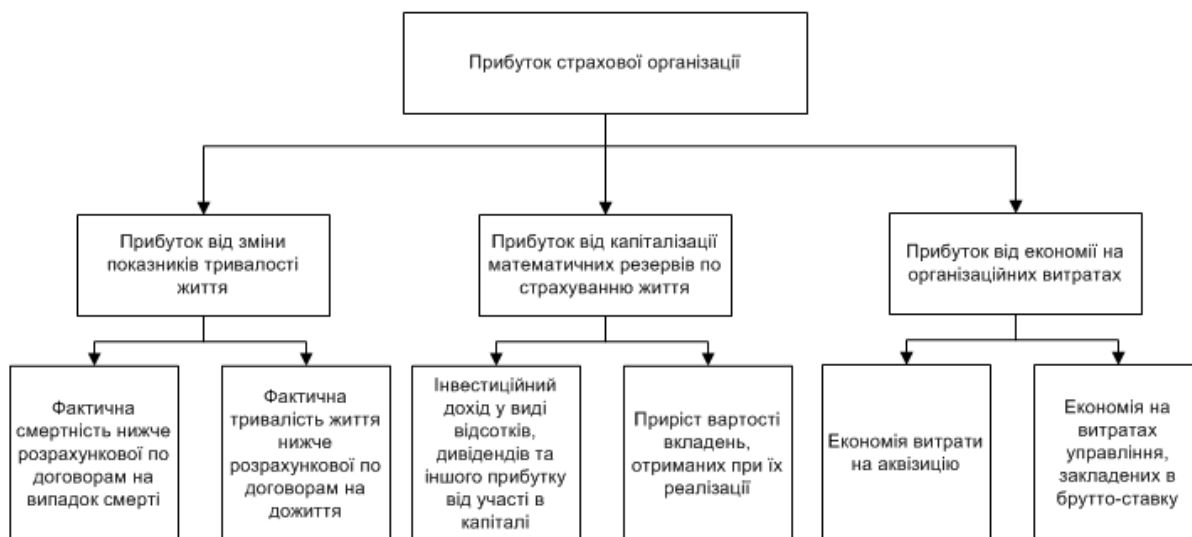 Прибуток страхової організації
Прибуток від зміни
показників тривалості
життя
Прибуток від капіталізації
математичних резервів по
страхуванню життя
Прибуток від економії на
організаційних витратах
Фактична
смертність нижче
розрахункової по
договорам на
випадок смерті
Фактична
тривалість життя
нижче
розрахункової по
договорам на
дожиття
Інвестиційний
дохід у виді
відсотків,
дивідендів та
іншого прибутку
від участі в
капіталі
Приріст вартості
вкладень,
отриманих при їх
реалізації
Економія витрати
на аквізицію
Економія на
витратах
управління,
закладених в
брутто-ставку